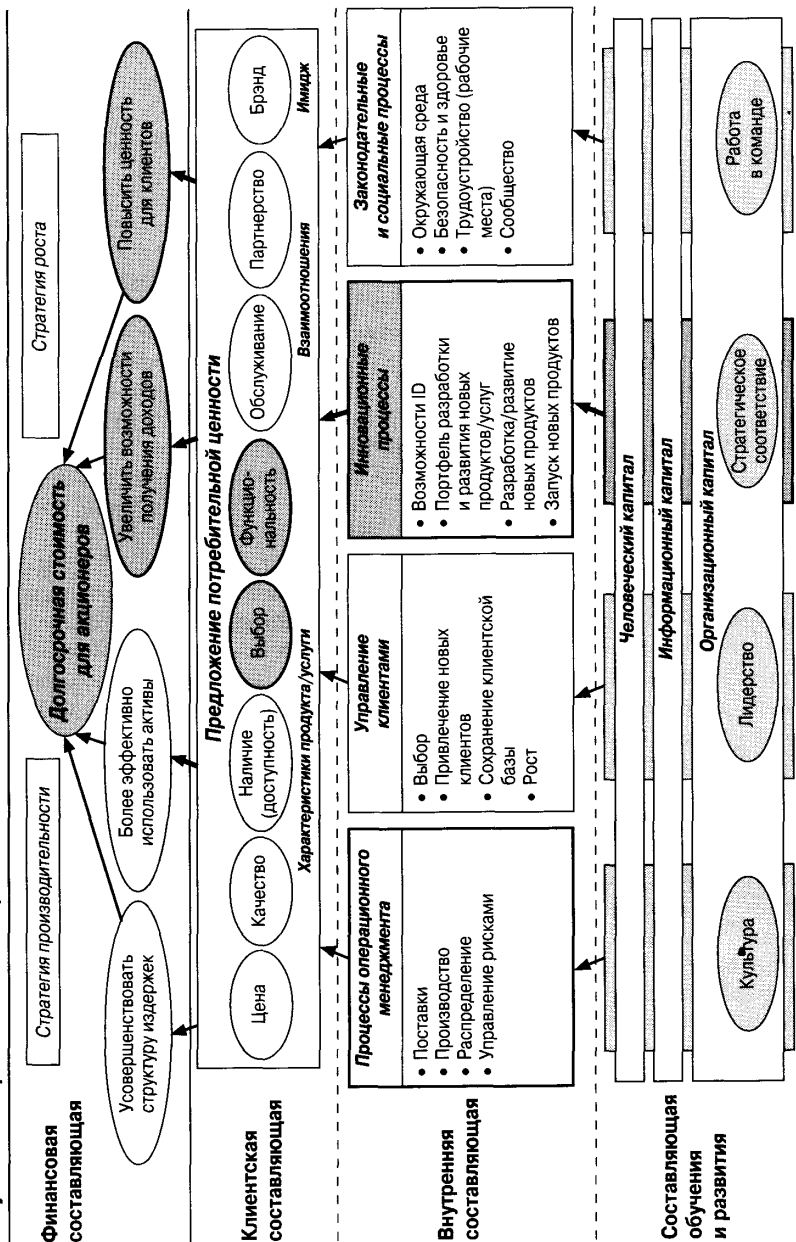 Финансовая
составляющая
Стратегия производительности
Стратегия роста
Долгосрочная стоимость
для акционеров
Усовершенствовать
структуру издержек
Более эффективно
использовать активы
Увеличить возможности
получения доходов
Повысить ценность
для клиентов
Клиентская
составляющая
Предложение потребительной ценности
Цена
Качество
Наличие
(доступность)
Выбор
Функцио-
нальность
Обслуживание
Партнерство
Брэнд
Характеристики продукта/услуги
Взаимоотношения
Имидж
Внутренняя
составляющая
Процессы операционного
менеджмента
• Поставки
• Производство
• Распределение
• Управление рисками
Управление
клиентами
• Выбор
• Привлечение новых
клиентов
• Сохранение клиентской
базы
• Рост
Инновационные
процессы
• Возможности ID
• Портфель разработки
и развития новых
продуктов/услуг
• Разработка/развитие
новых продуктов
• Запуск новых продуктов
Законодательные
и социальные процессы
• Окружающая среда
• Безопасность и здоровье
• Трудоустройство (рабочие
места)
• Сообщество
Составляющая
обучения
и развития
Человеческий капитал
Информационный капитал
Организационный капитал
Культура
Лидерство
Стратегическое
соответствие
Работа
в команде